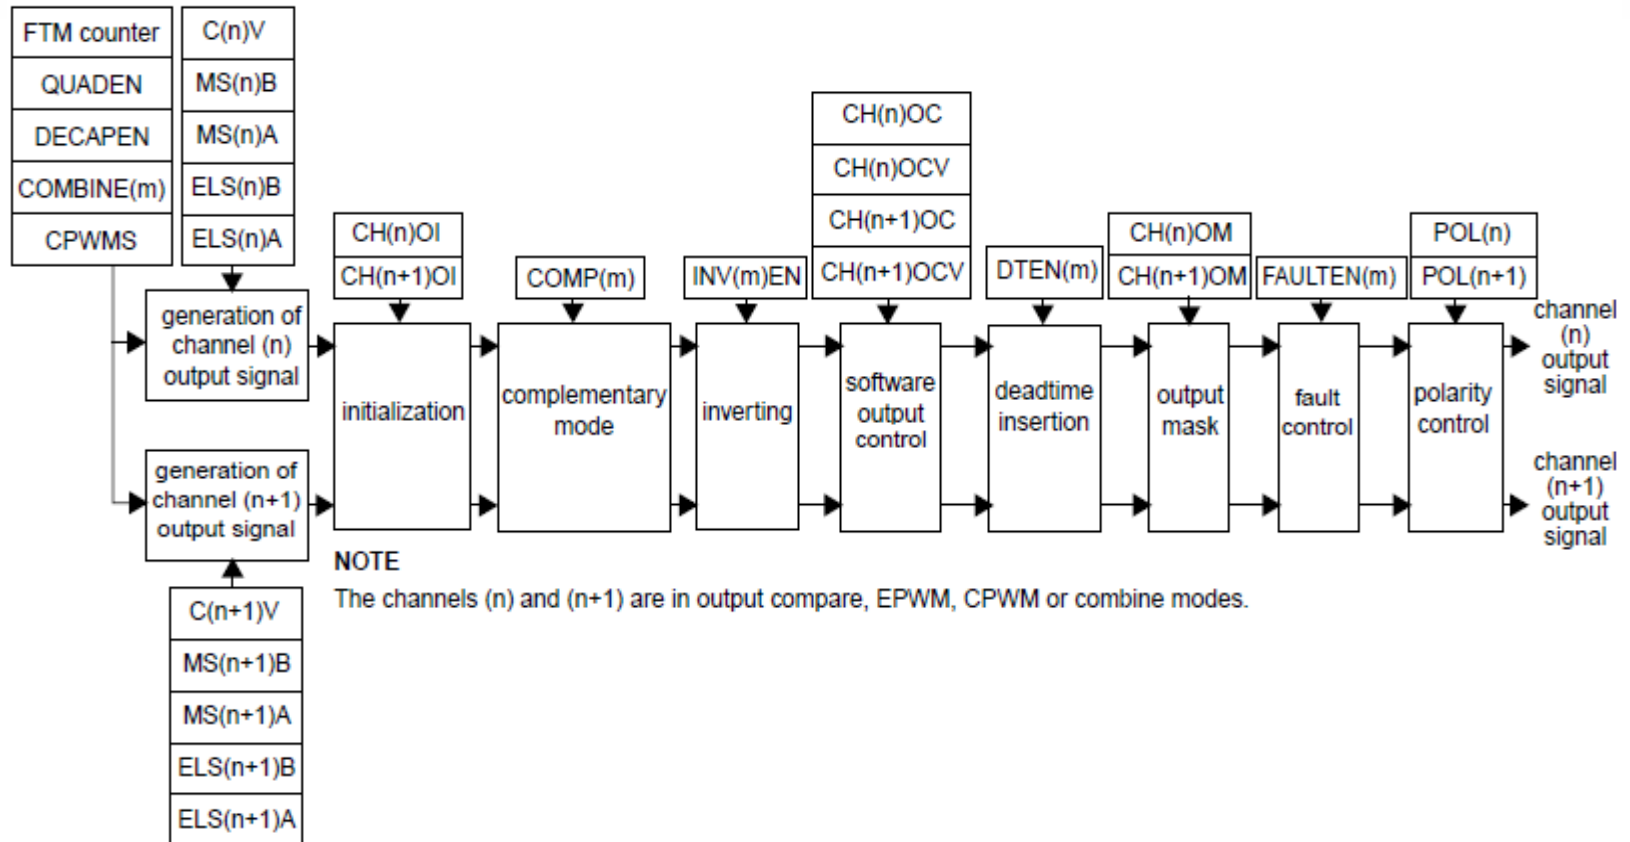 FTM counter
QUADEN
DECAPEN
COMBINE(m)
CPWMS
C(n)V
MS(n)B
MS(n)A
ELS(n)B
ELS(n)A
generation of
channel (n)
output signal
generation of
channel (n+1)
output signal
C(n+1)V
MS(n+1)B
MS(n+1)A
ELS(n+1)B
ELS(n+1)A
CH(n)OI
CH(n+1)OI
initialization
COMP(m)
complementary
mode
INV(m)EN
inverting
CH(n)OC
CH(n)OCV
CH(n+1)OC
CH(n+1)OCV
software
output
control
DTEN(m)
deadtime
insertion
CH(n)OM
CH(n+1)OM
output
mask
FAULTEN(m)
fault
control
POL(n)
POL(n+1)
polarity
control
channel
(n)
output
signal
channel
(n+1)
output
signal
NOTE
The channels (n) and (n+1) are in output compare, EPWM, CPWM or combine modes.